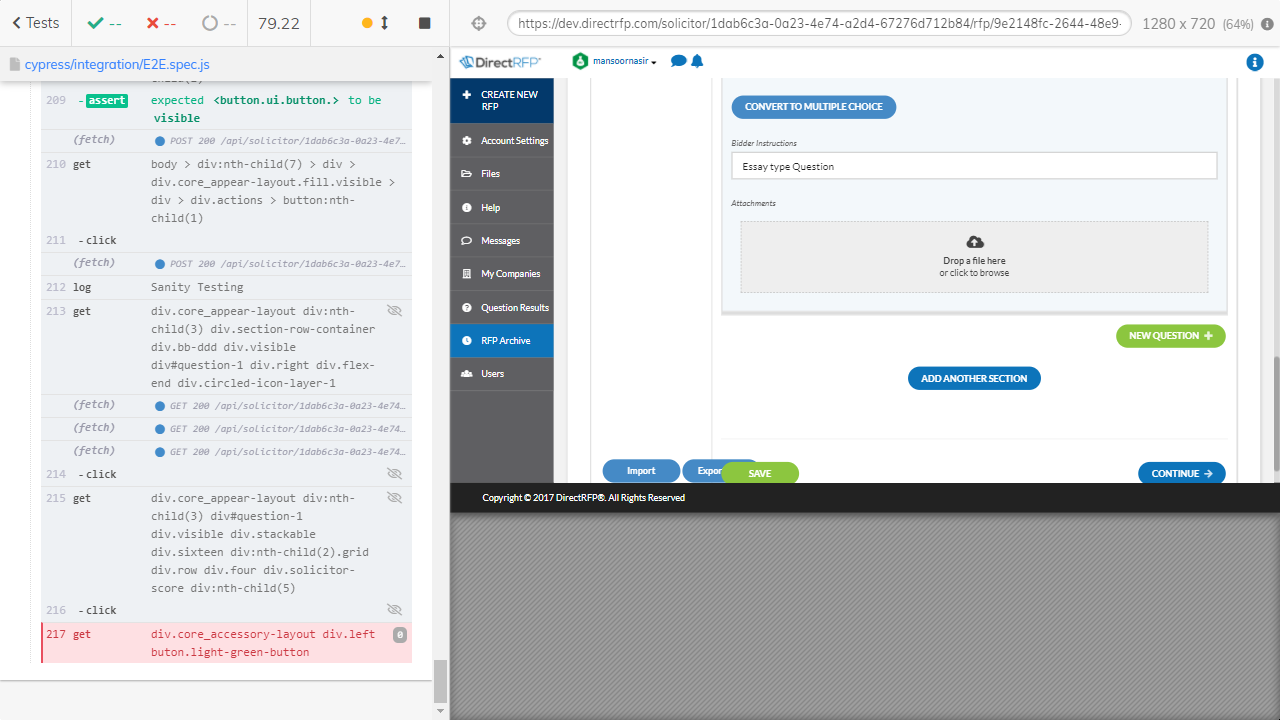 Tests
--
--
--
79.22
https://dev.directrfp.com/solicitor/1dab6c3a-0a23-4e74-a2d4-67276d712b84/rfp/9e2148fc-2644-48e9-
1280 x 720 (64%)
cypress/integration/E2E.spec.js
209 -assert expected <button.ui.button.> to be
visible
(fetch) POST 200 /api/solicitor/1dab6c3a-0a23-4e7…
210 get body > div:nth-child(7) > div >
div.core_appear-layout.fill.visible >
div > div.actions > button:nth-
child(1)
211 -click
(fetch) POST 200 /api/solicitor/1dab6c3a-0a23-4e7…
212 log Sanity Testing
213 get div.core_appear-layout div:nth-
child(3) div.section-row-container
div.bb-ddd div.visible
div#question-1 div.right div.flex-
end div.circled-icon-layer-1
(fetch) GET 200 /api/solicitor/1dab6c3a-0a23-4e74…
(fetch) GET 200 /api/solicitor/1dab6c3a-0a23-4e74…
(fetch) GET 200 /api/solicitor/1dab6c3a-0a23-4e74…
214 -click
215 get div.core_appear-layout div:nth-
child(3) div#question-1
div.visible div.stackable
div.sixteen div:nth-child(2).grid
div.row div.four div.solicitor-
score div:nth-child(5)
216 -click
217 get div.core_accessory-layout div.left
buton.light-green-button
0
DirectRFP
mansoornasir
CREATE NEW
RFP
Account Settings
Files
Help
Messages
My Companies
Question Results
RFP Archive
Users
CONVERT TO MULTIPLE CHOICE
Bidder Instructions
Essay type Question
Attachments
Drop a file here
or click to browse
NEW QUESTION
ADD ANOTHER SECTION
Import
Expor
SAVE
CONTINUE
Copyright © 2017 DirectRFP®. All Rights Reserved